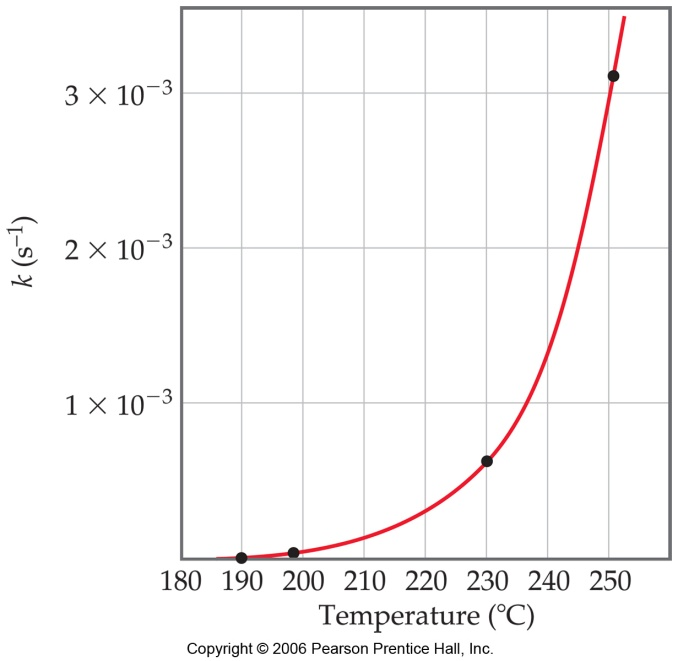 3 × 10⁻³
2 × 10⁻³
1 × 10⁻³
k (s⁻¹)
180 190 200 210 220 230 240 250
Temperature (°C)
Copyright © 2006 Pearson Prentice Hall, Inc.